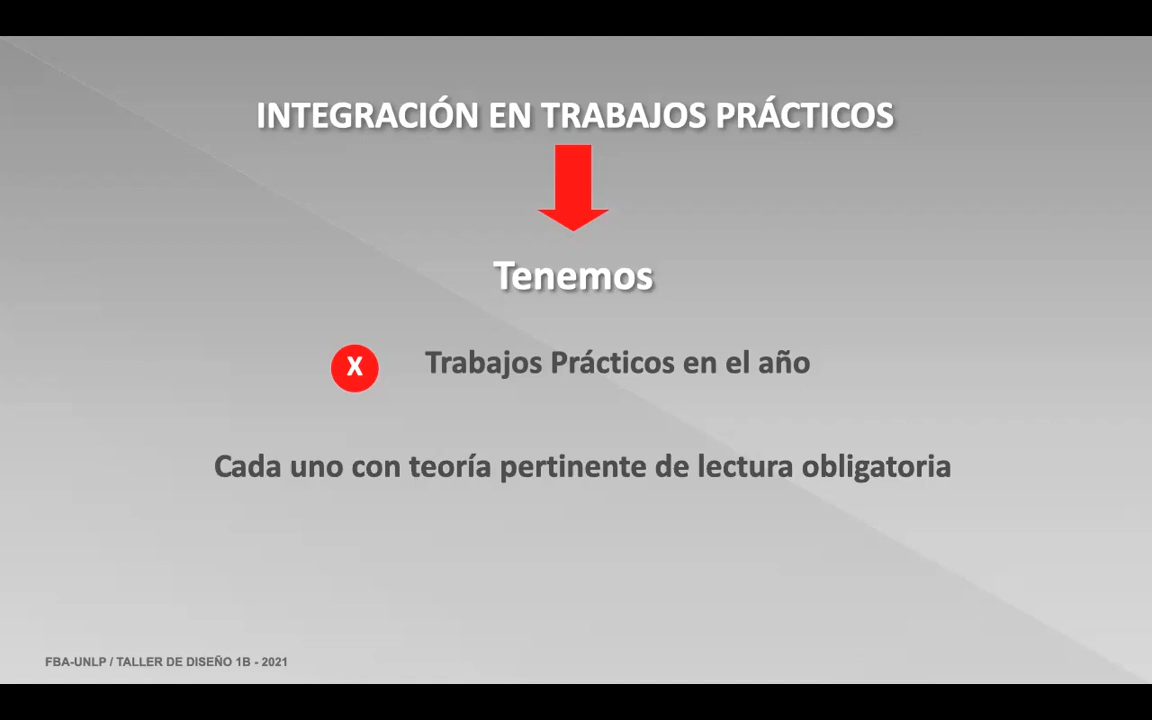 INTEGRACIÓN EN TRABAJOS PRÁCTICOS
Tenemos
X Trabajos Prácticos en el año
Cada uno con teoría pertinente de lectura obligatoria
FBA-UNLP / TALLER DE DISEÑO 1B - 2021